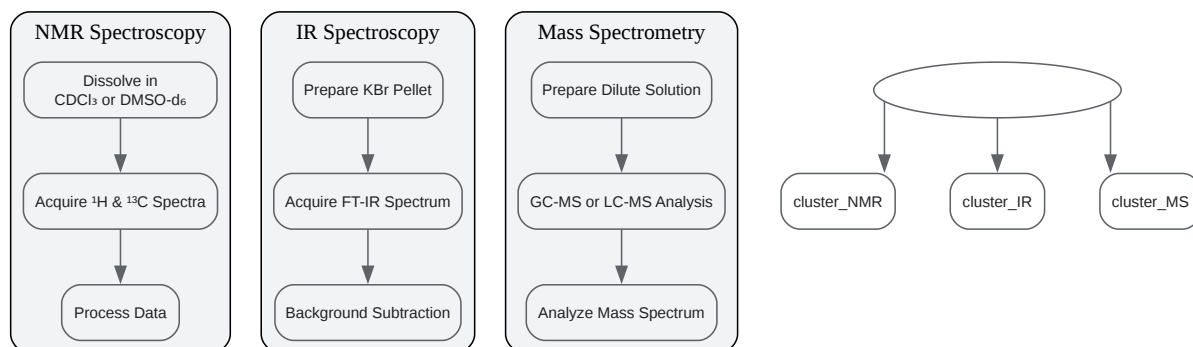 NMR Spectroscopy
Dissolve in
CDCl₃ or DMSO-d₆
Acquire ¹H & ¹³C Spectra
Process Data
IR Spectroscopy
Prepare KBr Pellet
Acquire FT-IR Spectrum
Background Subtraction
Mass Spectrometry
Prepare Dilute Solution
GC-MS or LC-MS Analysis
Analyze Mass Spectrum
cluster_NMR
cluster_IR
cluster_MS